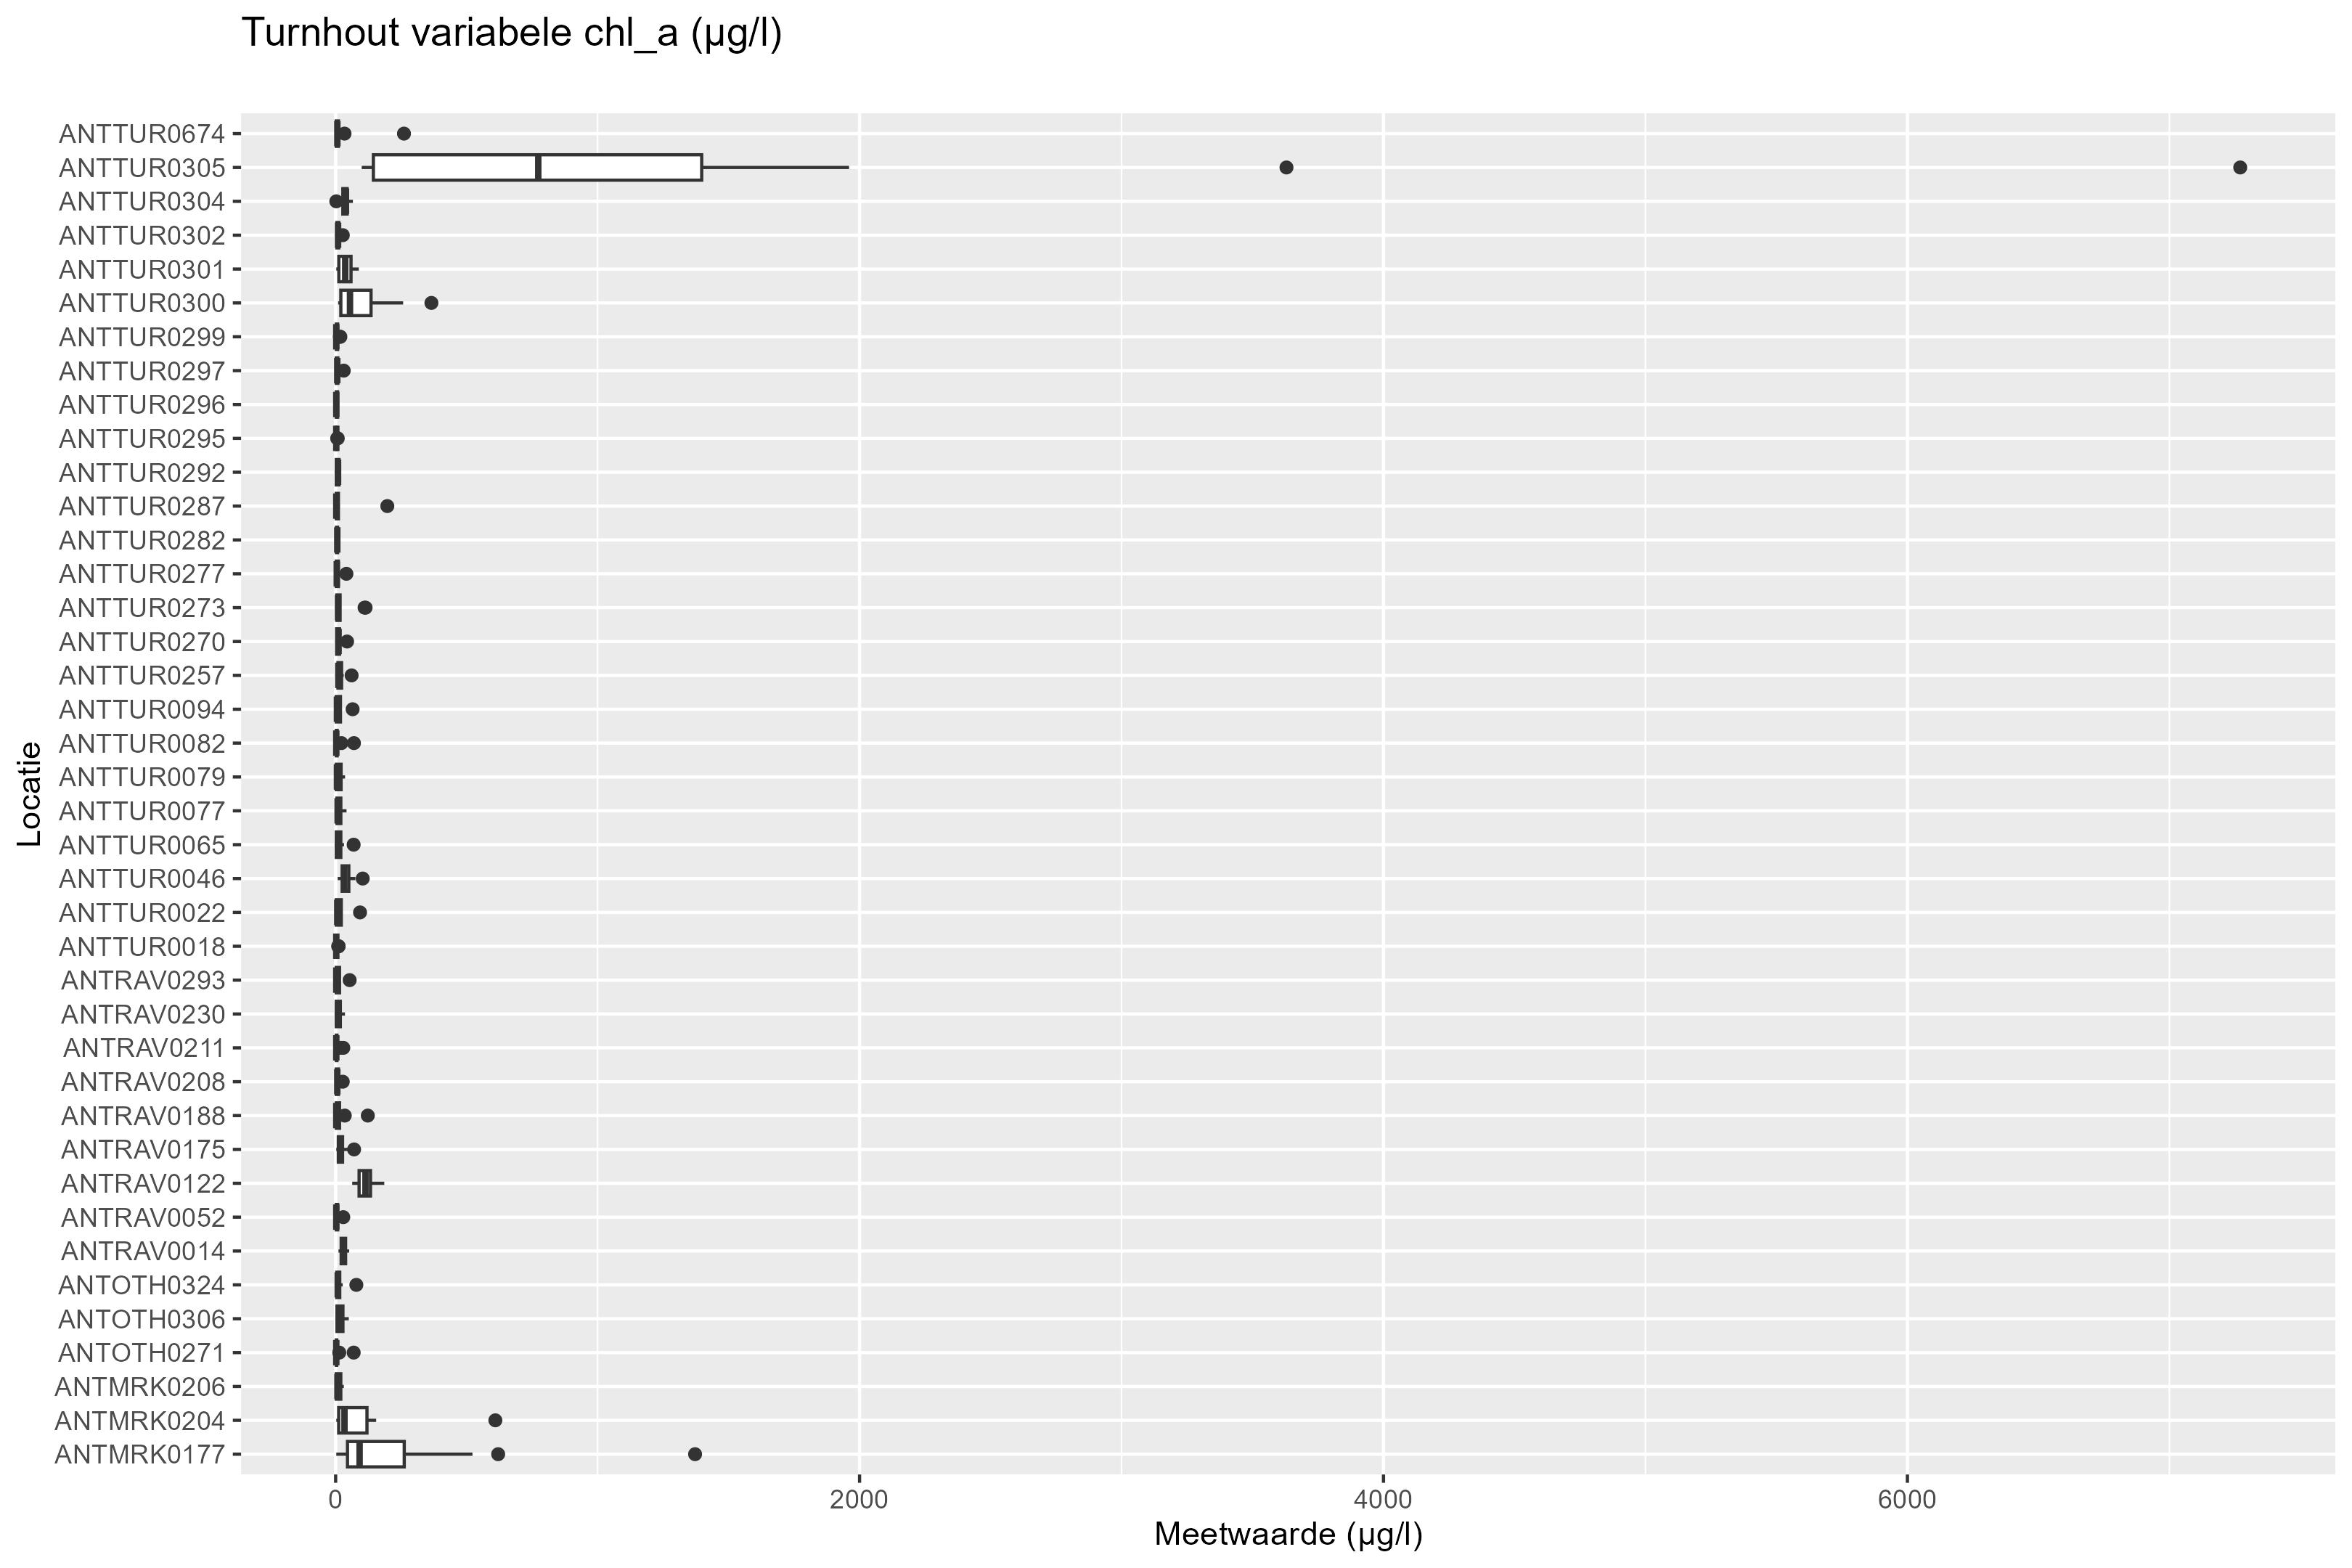 Turnhout variabele chl_a (µg/l)
ANTTUR0674
ANTTUR0305
ANTTUR0304
ANTTUR0302
ANTTUR0301
ANTTUR0300
ANTTUR0299
ANTTUR0297
ANTTUR0296
ANTTUR0295
ANTTUR0292
ANTTUR0287
ANTTUR0282
ANTTUR0277
ANTTUR0273
ANTTUR0270
ANTTUR0257
ANTTUR0094
ANTTUR0082
ANTTUR0079
ANTTUR0077
ANTTUR0065
ANTTUR0046
ANTTUR0022
ANTTUR0018
ANTRAV0293
ANTRAV0230
ANTRAV0211
ANTRAV0208
ANTRAV0188
ANTRAV0175
ANTRAV0122
ANTRAV0052
ANTRAV0014
ANTOTH0324
ANTOTH0306
ANTOTH0271
ANTMRK0206
ANTMRK0204
ANTMRK0177
Locatie
0 2000 4000 6000
Meetwaarde (µg/l)